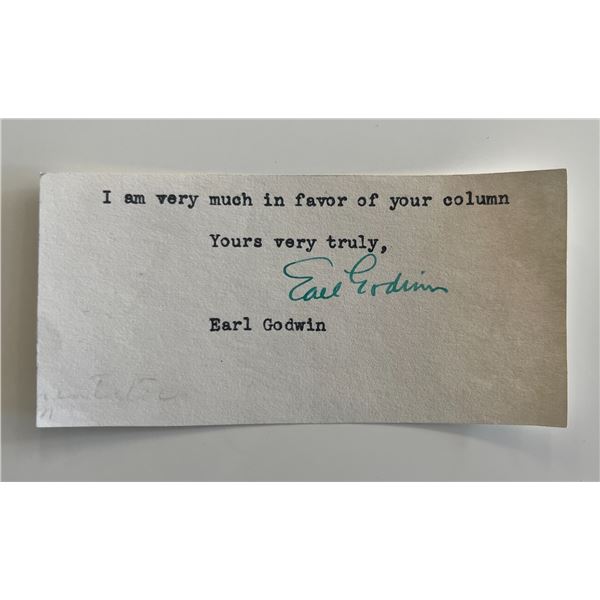 I am very much in favor of your column
Yours very truly,
Earl Godwin
Earl Godwin